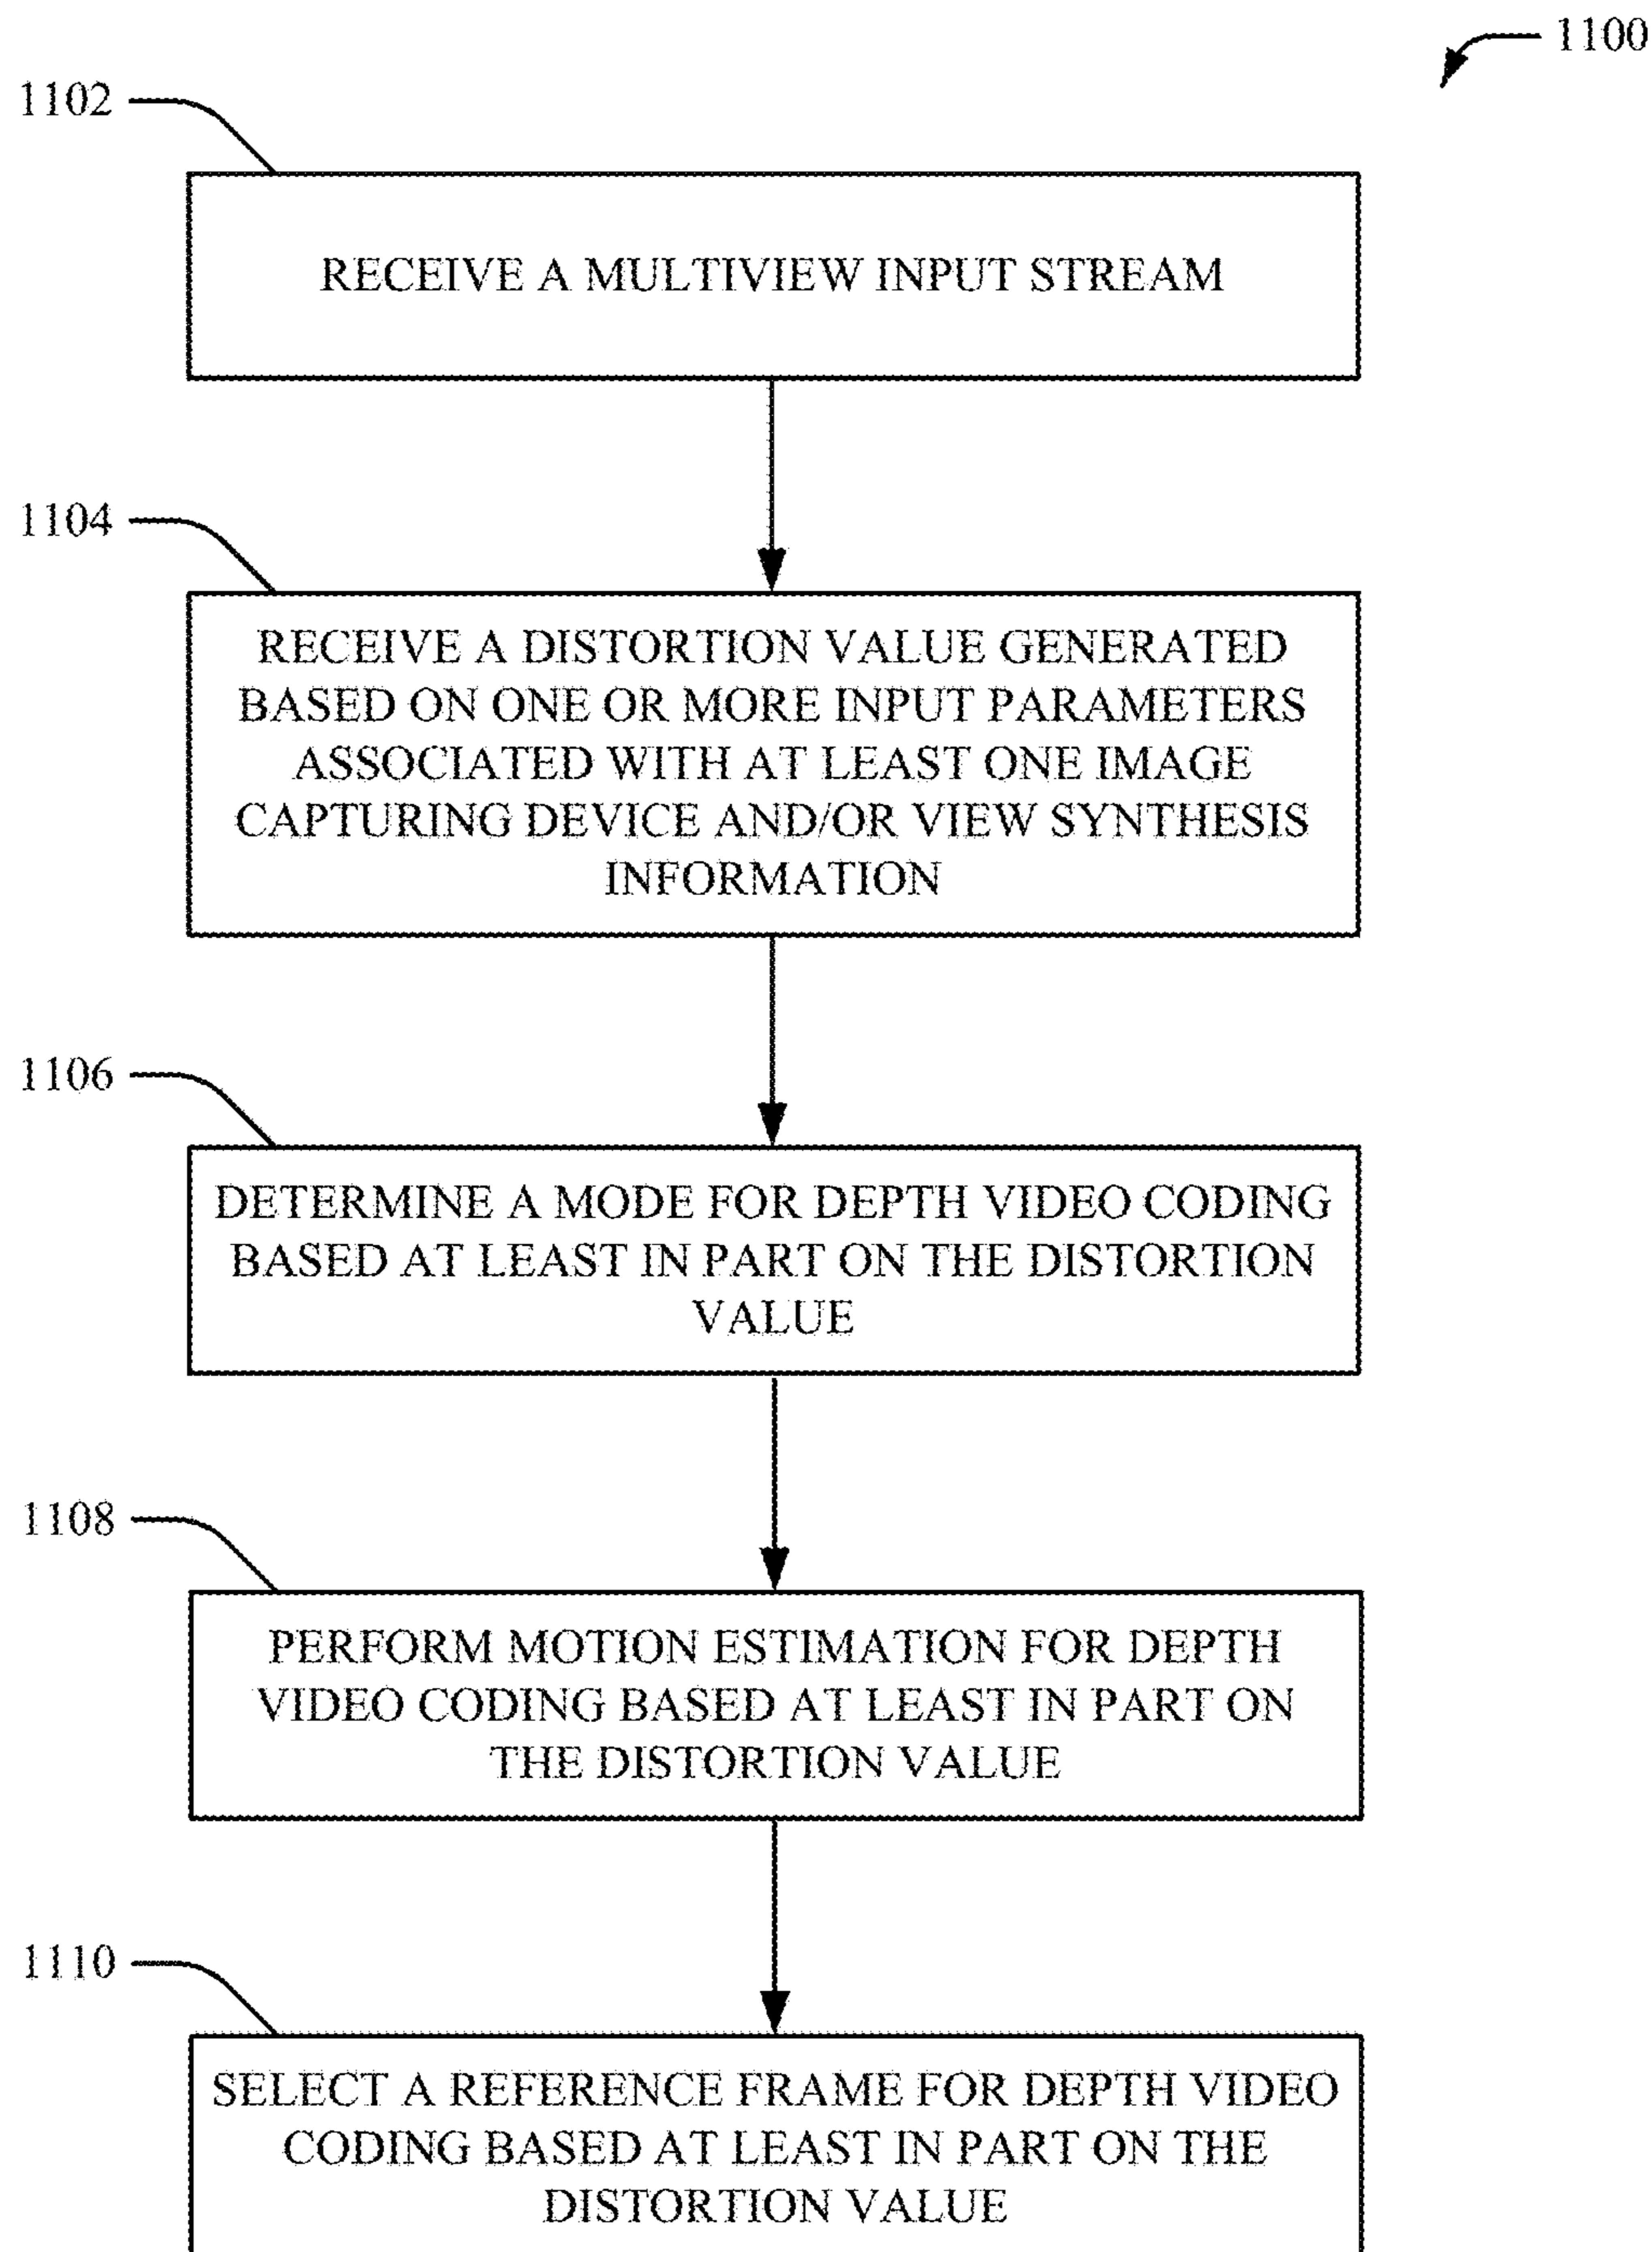 1100
1102
RECEIVE A MULTIVIEW INPUT STREAM
1104
RECEIVE A DISTORTION VALUE GENERATED
BASED ON ONE OR MORE INPUT PARAMETERS
ASSOCIATED WITH AT LEAST ONE IMAGE
CAPTURING DEVICE AND/OR VIEW SYNTHESIS
INFORMATION
1106
DETERMINE A MODE FOR DEPTH VIDEO CODING
BASED AT LEAST IN PART ON THE DISTORTION
VALUE
1108
PERFORM MOTION ESTIMATION FOR DEPTH
VIDEO CODING BASED AT LEAST IN PART ON
THE DISTORTION VALUE
1110
SELECT A REFERENCE FRAME FOR DEPTH VIDEO
CODING BASED AT LEAST IN PART ON THE
DISTORTION VALUE